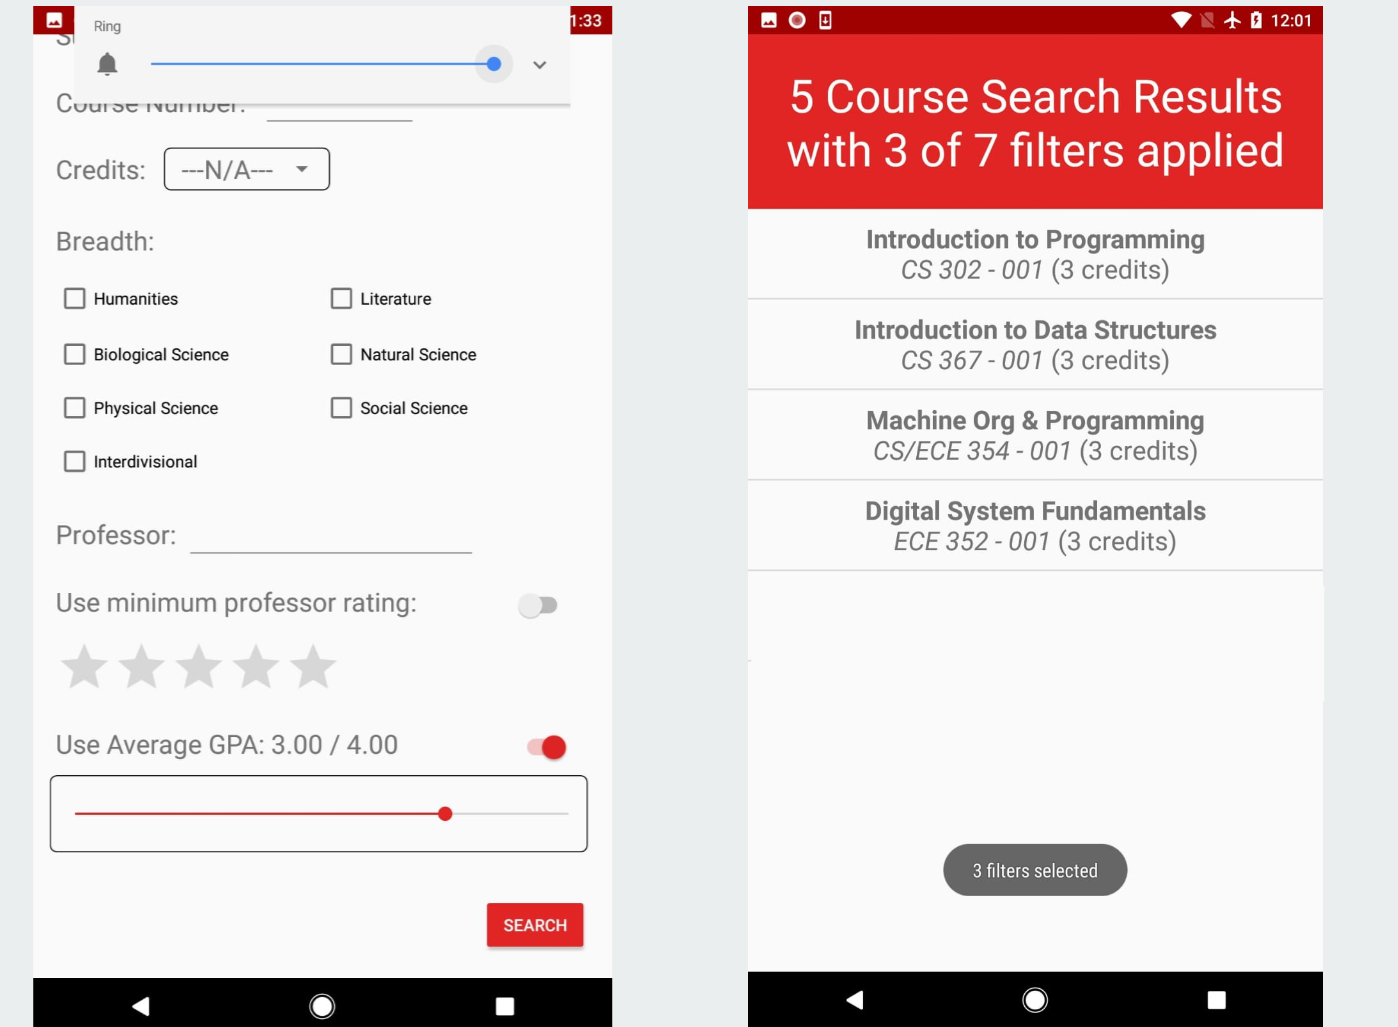 Ring
1:33
Course Number:
Credits: ---N/A---
Breadth:
Humanities
Literature
Biological Science
Natural Science
Physical Science
Social Science
Interdivisional
Professor:
Use minimum professor rating:
Use Average GPA: 3.00 / 4.00
SEARCH
12:01
5 Course Search Results
with 3 of 7 filters applied
Introduction to Programming
CS 302 - 001 (3 credits)
Introduction to Data Structures
CS 367 - 001 (3 credits)
Machine Org & Programming
CS/ECE 354 - 001 (3 credits)
Digital System Fundamentals
ECE 352 - 001 (3 credits)
3 filters selected